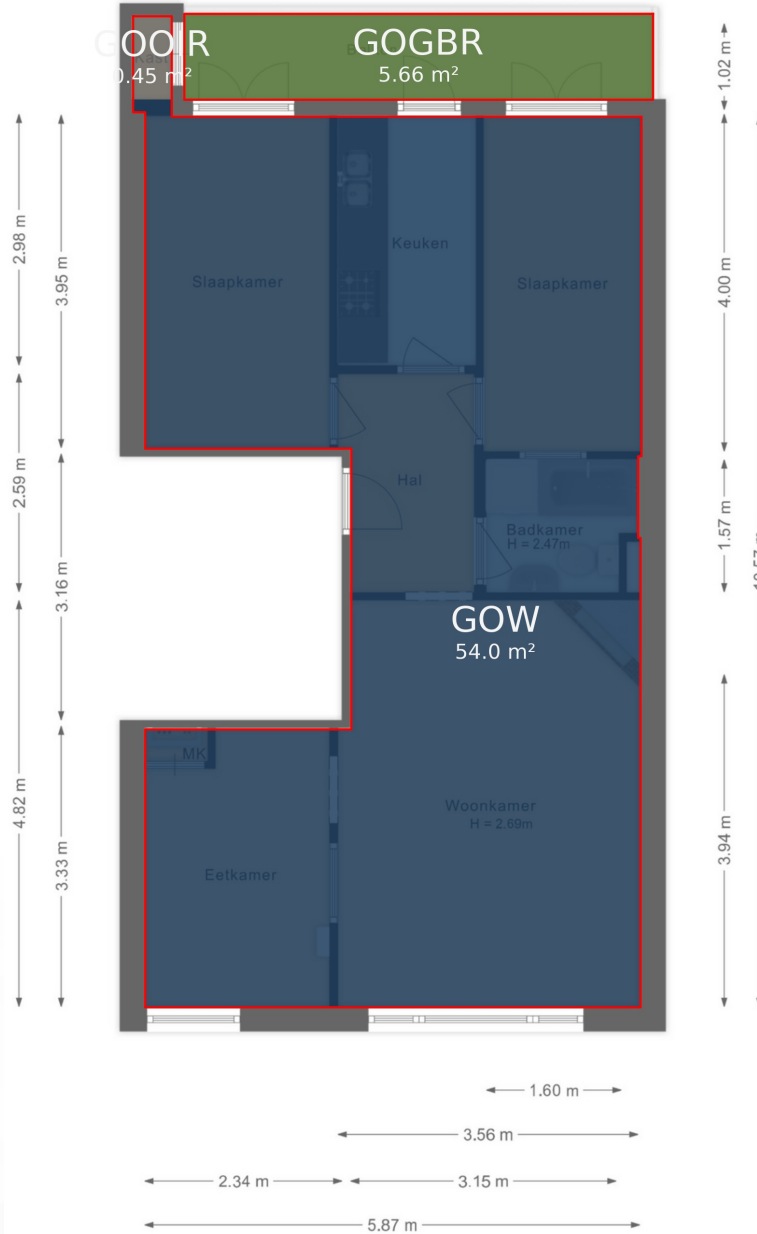 GOOIR
0.45 m²
Kast
GOGBR
5.66 m²
1.02 m
2.98 m
3.95 m
4.00 m
Slaapkamer
Keuken
Slaapkamer
2.59 m
Hal
1.57 m
Badkamer
H = 2.47m
3.16 m
GOW
54.0 m²
MK
4.82 m
3.33 m
Woonkamer
H = 2.69m
3.94 m
Eetkamer
1.60 m
3.56 m
2.34 m
3.15 m
5.87 m